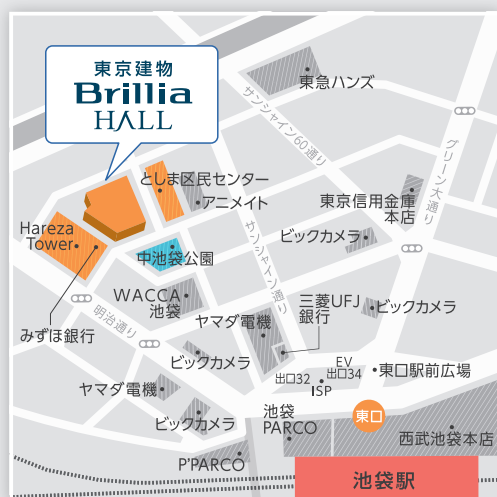 東京建物
Brillia
HALL
東急ハンズ
サンシャイン60通り
グリーン大通り
としま区民センター
アニメイト
東京信用金庫
本店
Hareza
Tower
ビックカメラ
中池袋公園
サンシャイン通り
WACCA
池袋
三菱UFJ
銀行
ビックカメラ
明治通り
ヤマダ電機
みずほ銀行
ビックカメラ
EV
出口32
出口34
東口駅前広場
ISP
ヤマダ電機
ビックカメラ
池袋
PARCO
東口
西武池袋本店
P'PARCO
池袋駅